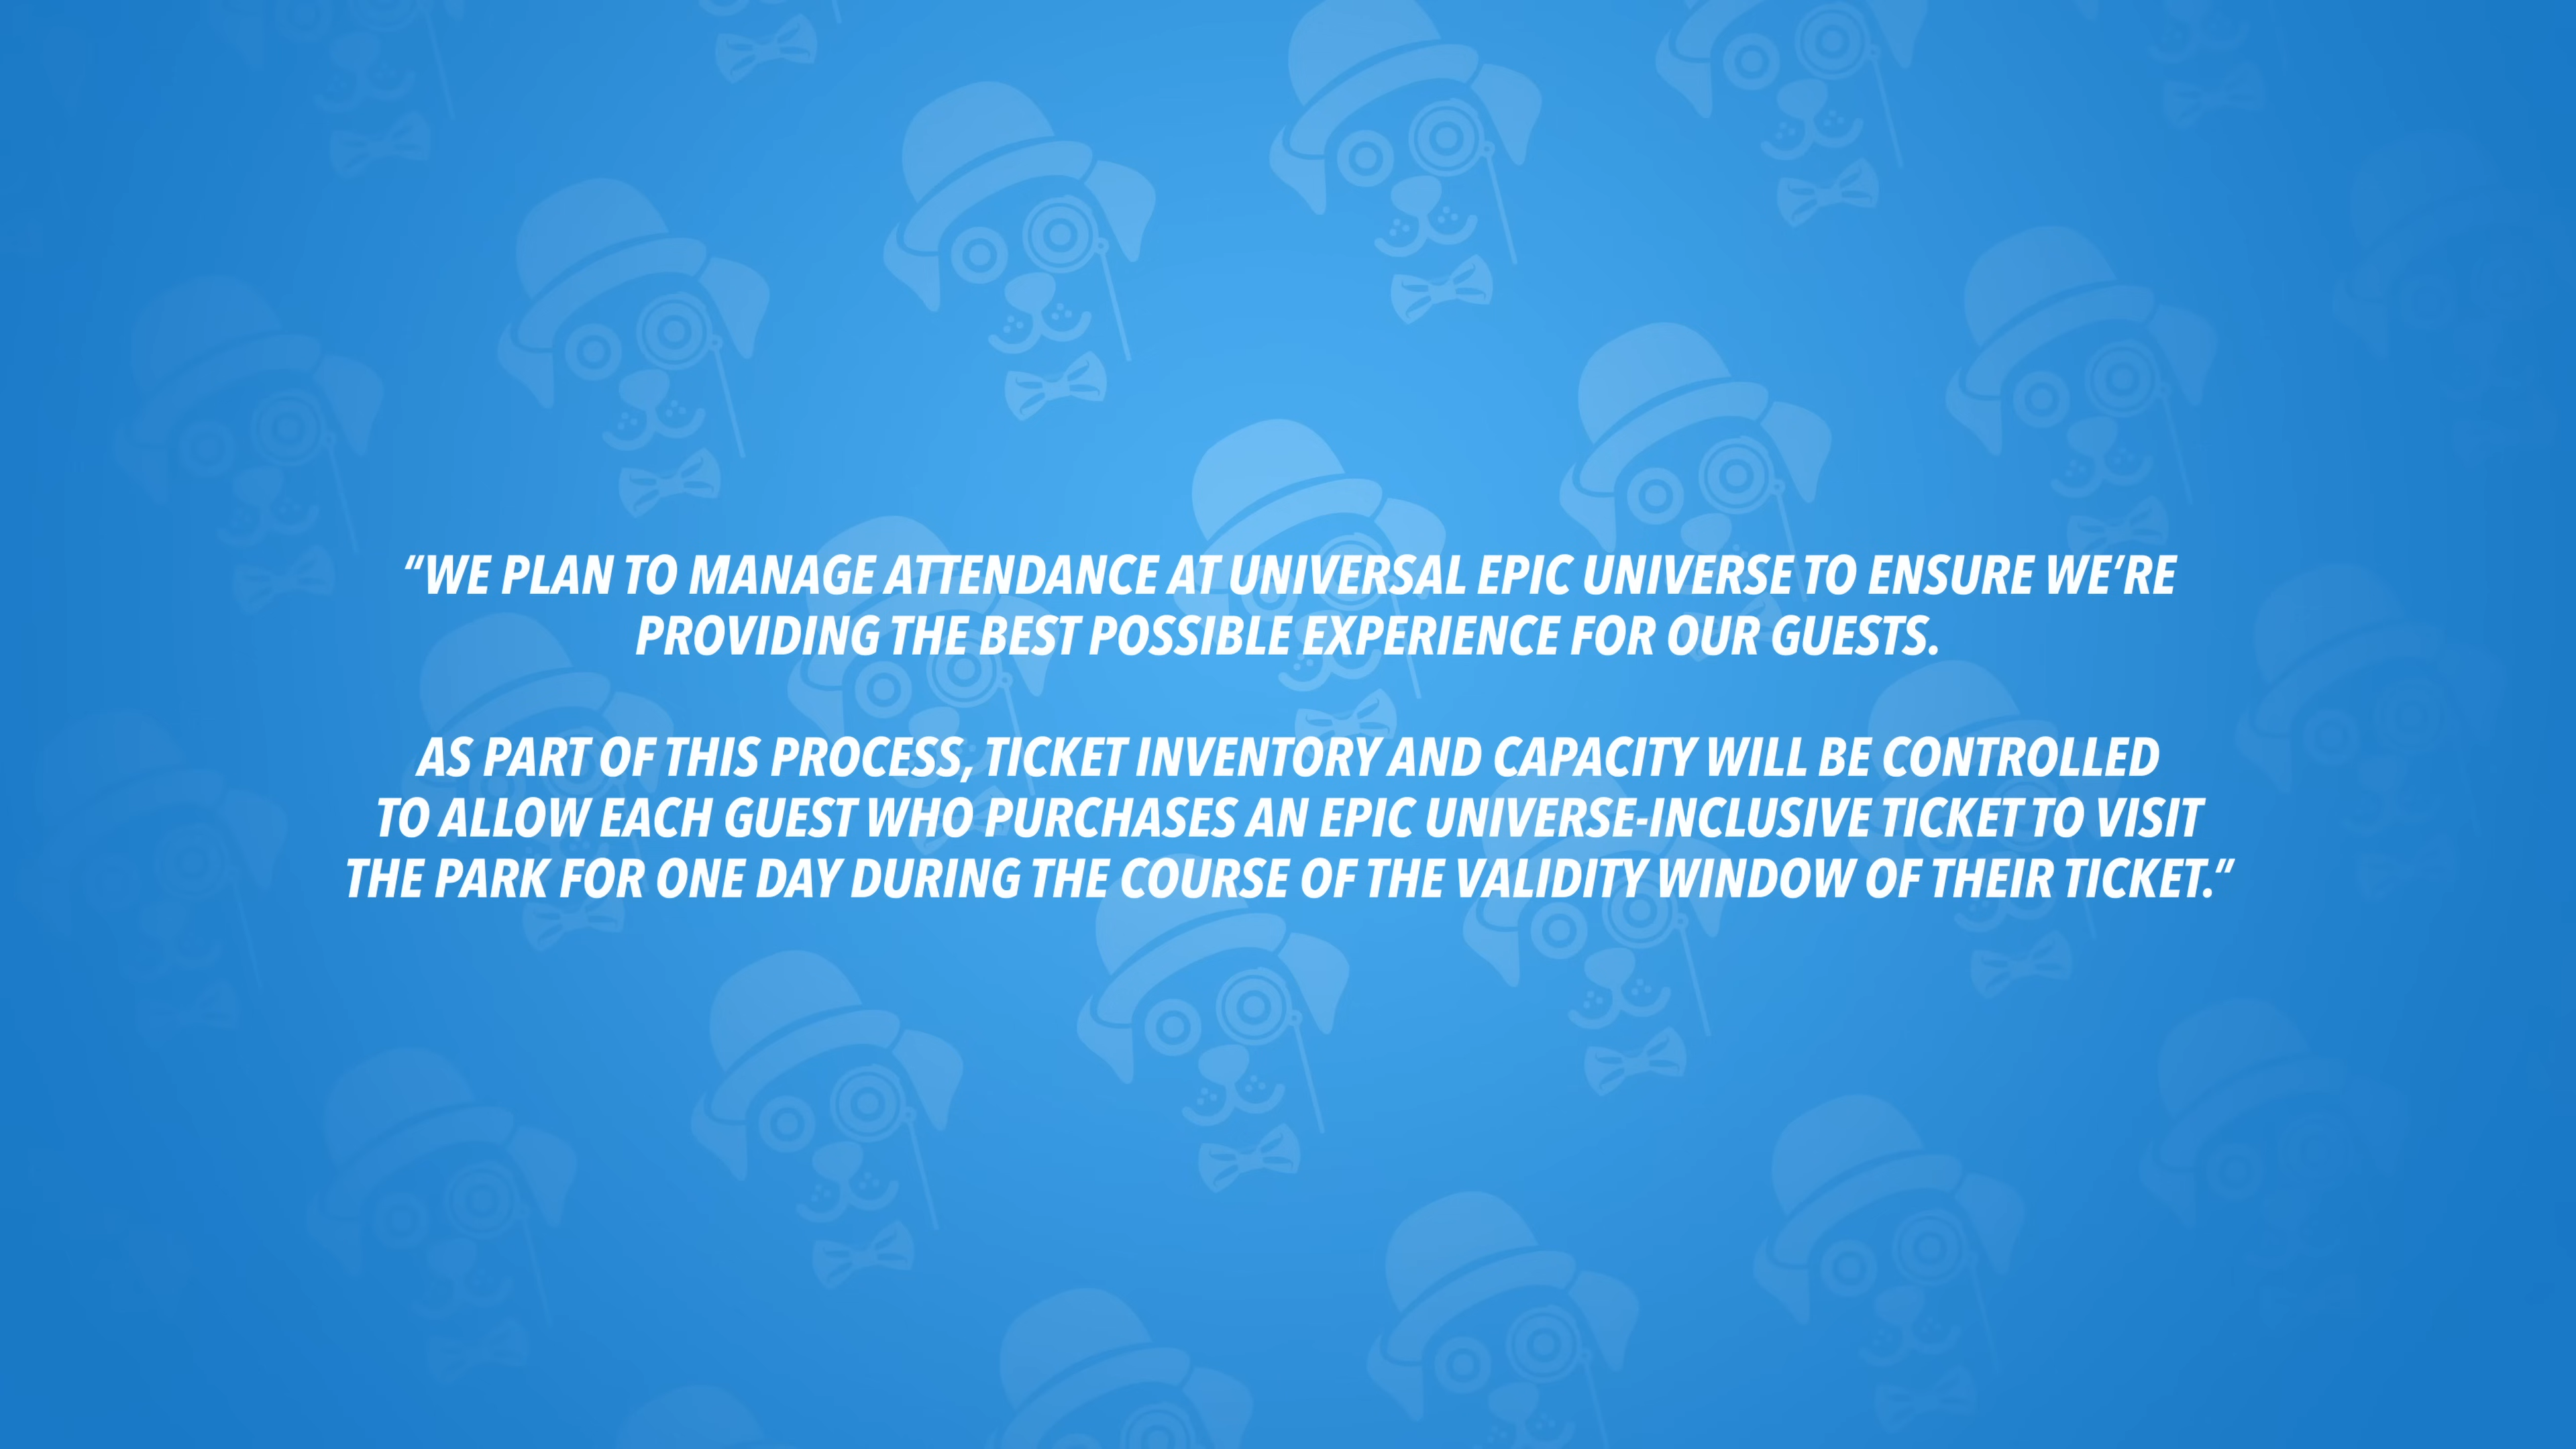 “WE PLAN TO MANAGE ATTENDANCE AT UNIVERSAL EPIC UNIVERSE TO ENSURE WE’RE
PROVIDING THE BEST POSSIBLE EXPERIENCE FOR OUR GUESTS.
AS PART OF THIS PROCESS, TICKET INVENTORY AND CAPACITY WILL BE CONTROLLED
TO ALLOW EACH GUEST WHO PURCHASES AN EPIC UNIVERSE-INCLUSIVE TICKET TO VISIT
THE PARK FOR ONE DAY DURING THE COURSE OF THE VALIDITY WINDOW OF THEIR TICKET.”